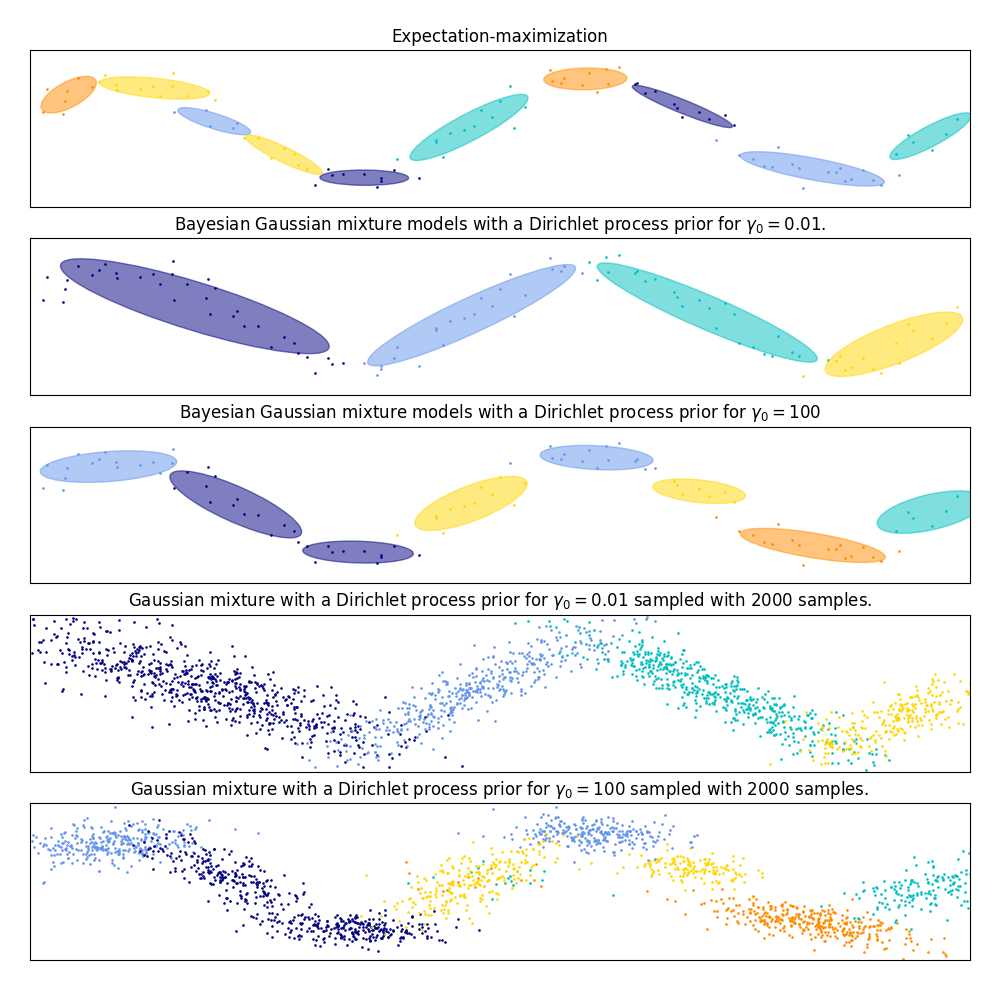 Expectation-maximization
Bayesian Gaussian mixture models with a Dirichlet process prior for γ₀ = 0.01.
Bayesian Gaussian mixture models with a Dirichlet process prior for γ₀ = 100
Gaussian mixture with a Dirichlet process prior for γ₀ = 0.01 sampled with 2000 samples.
Gaussian mixture with a Dirichlet process prior for γ₀ = 100 sampled with 2000 samples.